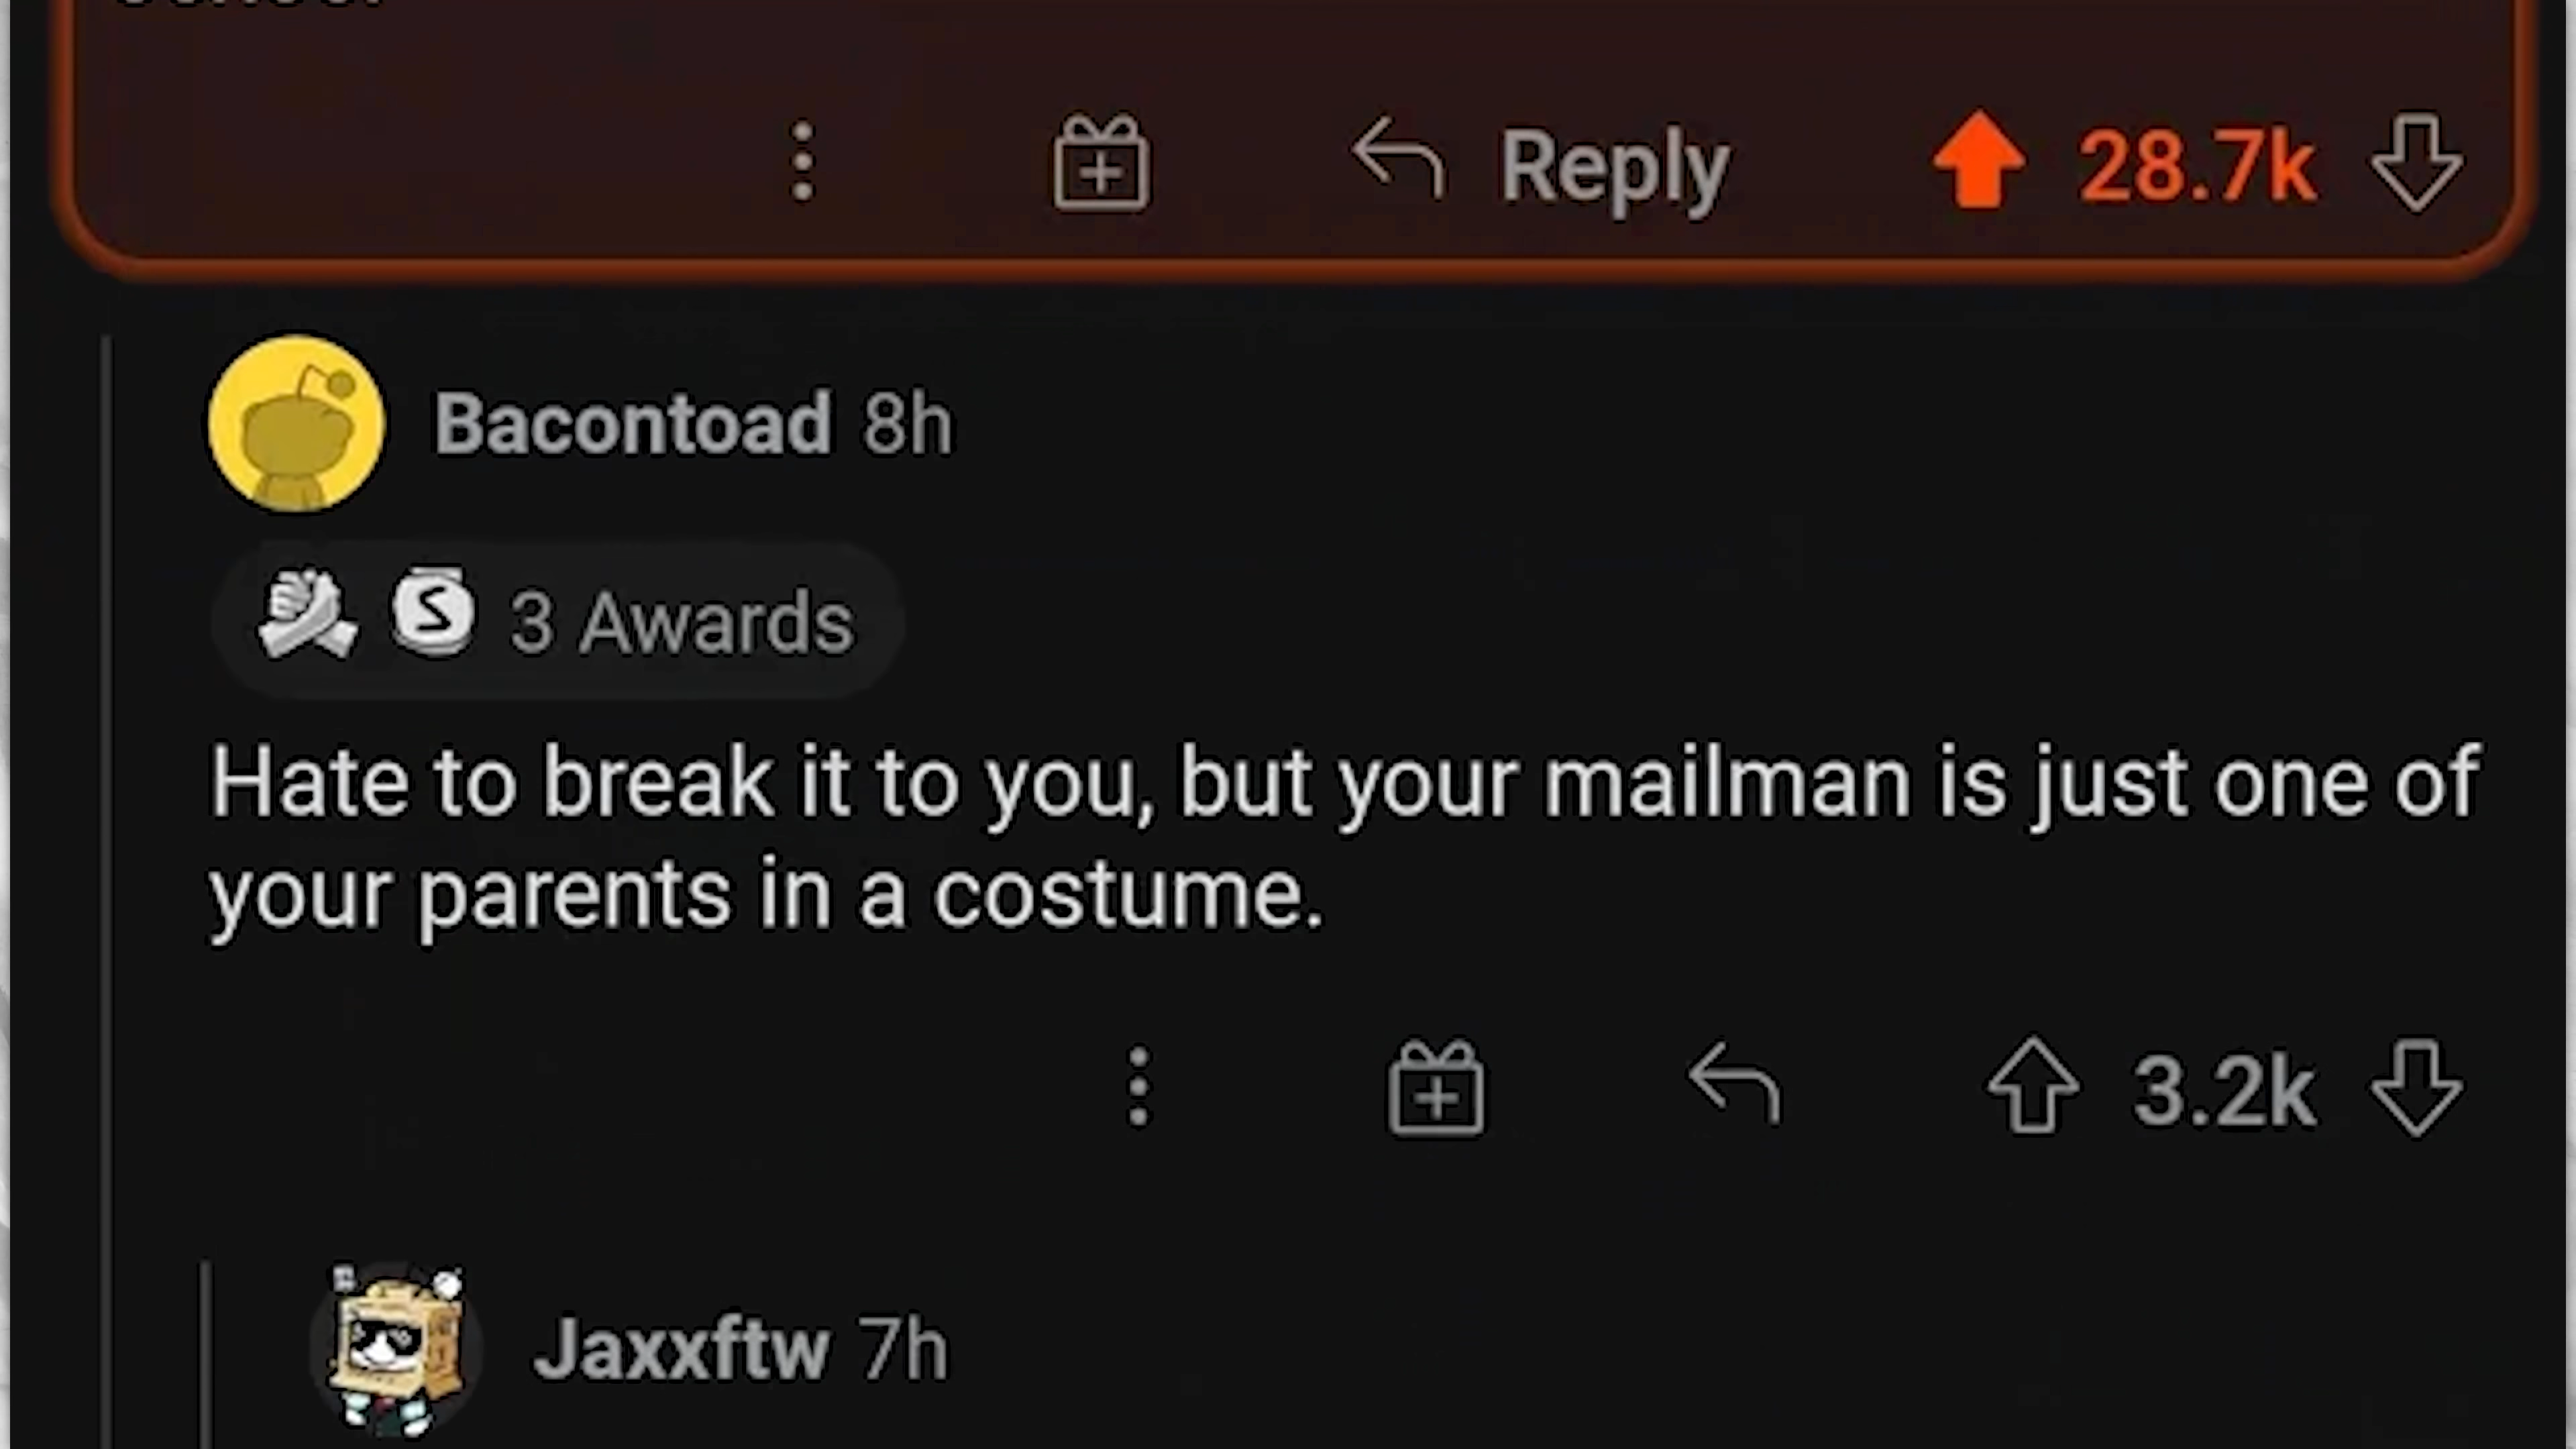 Reply 28.7k
Bacontoad 8h
3 Awards
Hate to break it to you, but your mailman is just one of
your parents in a costume.
3.2k
Jaxxftw 7h